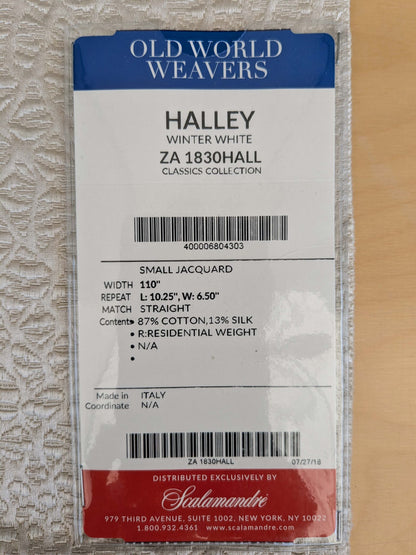 OLD WORLD
WEAVERS
HALLEY
WINTER WHITE
ZA 1830HALL
CLASSICS COLLECTION
400006804303
SMALL JACQUARD
WIDTH 110"
REPEAT L: 10.25", W: 6.50"
MATCH STRAIGHT
Contents • 87% COTTON,13% SILK
• R:RESIDENTIAL WEIGHT
• N/A
•
Made in ITALY
Coordinate N/A
ZA 1830HALL 07/27/18
DISTRIBUTED EXCLUSIVELY BY
Scalamandré
979 THIRD AVENUE, SUITE 1002, NEW YORK, NY 10022
1.800.932.4361 www.scalamandre.com